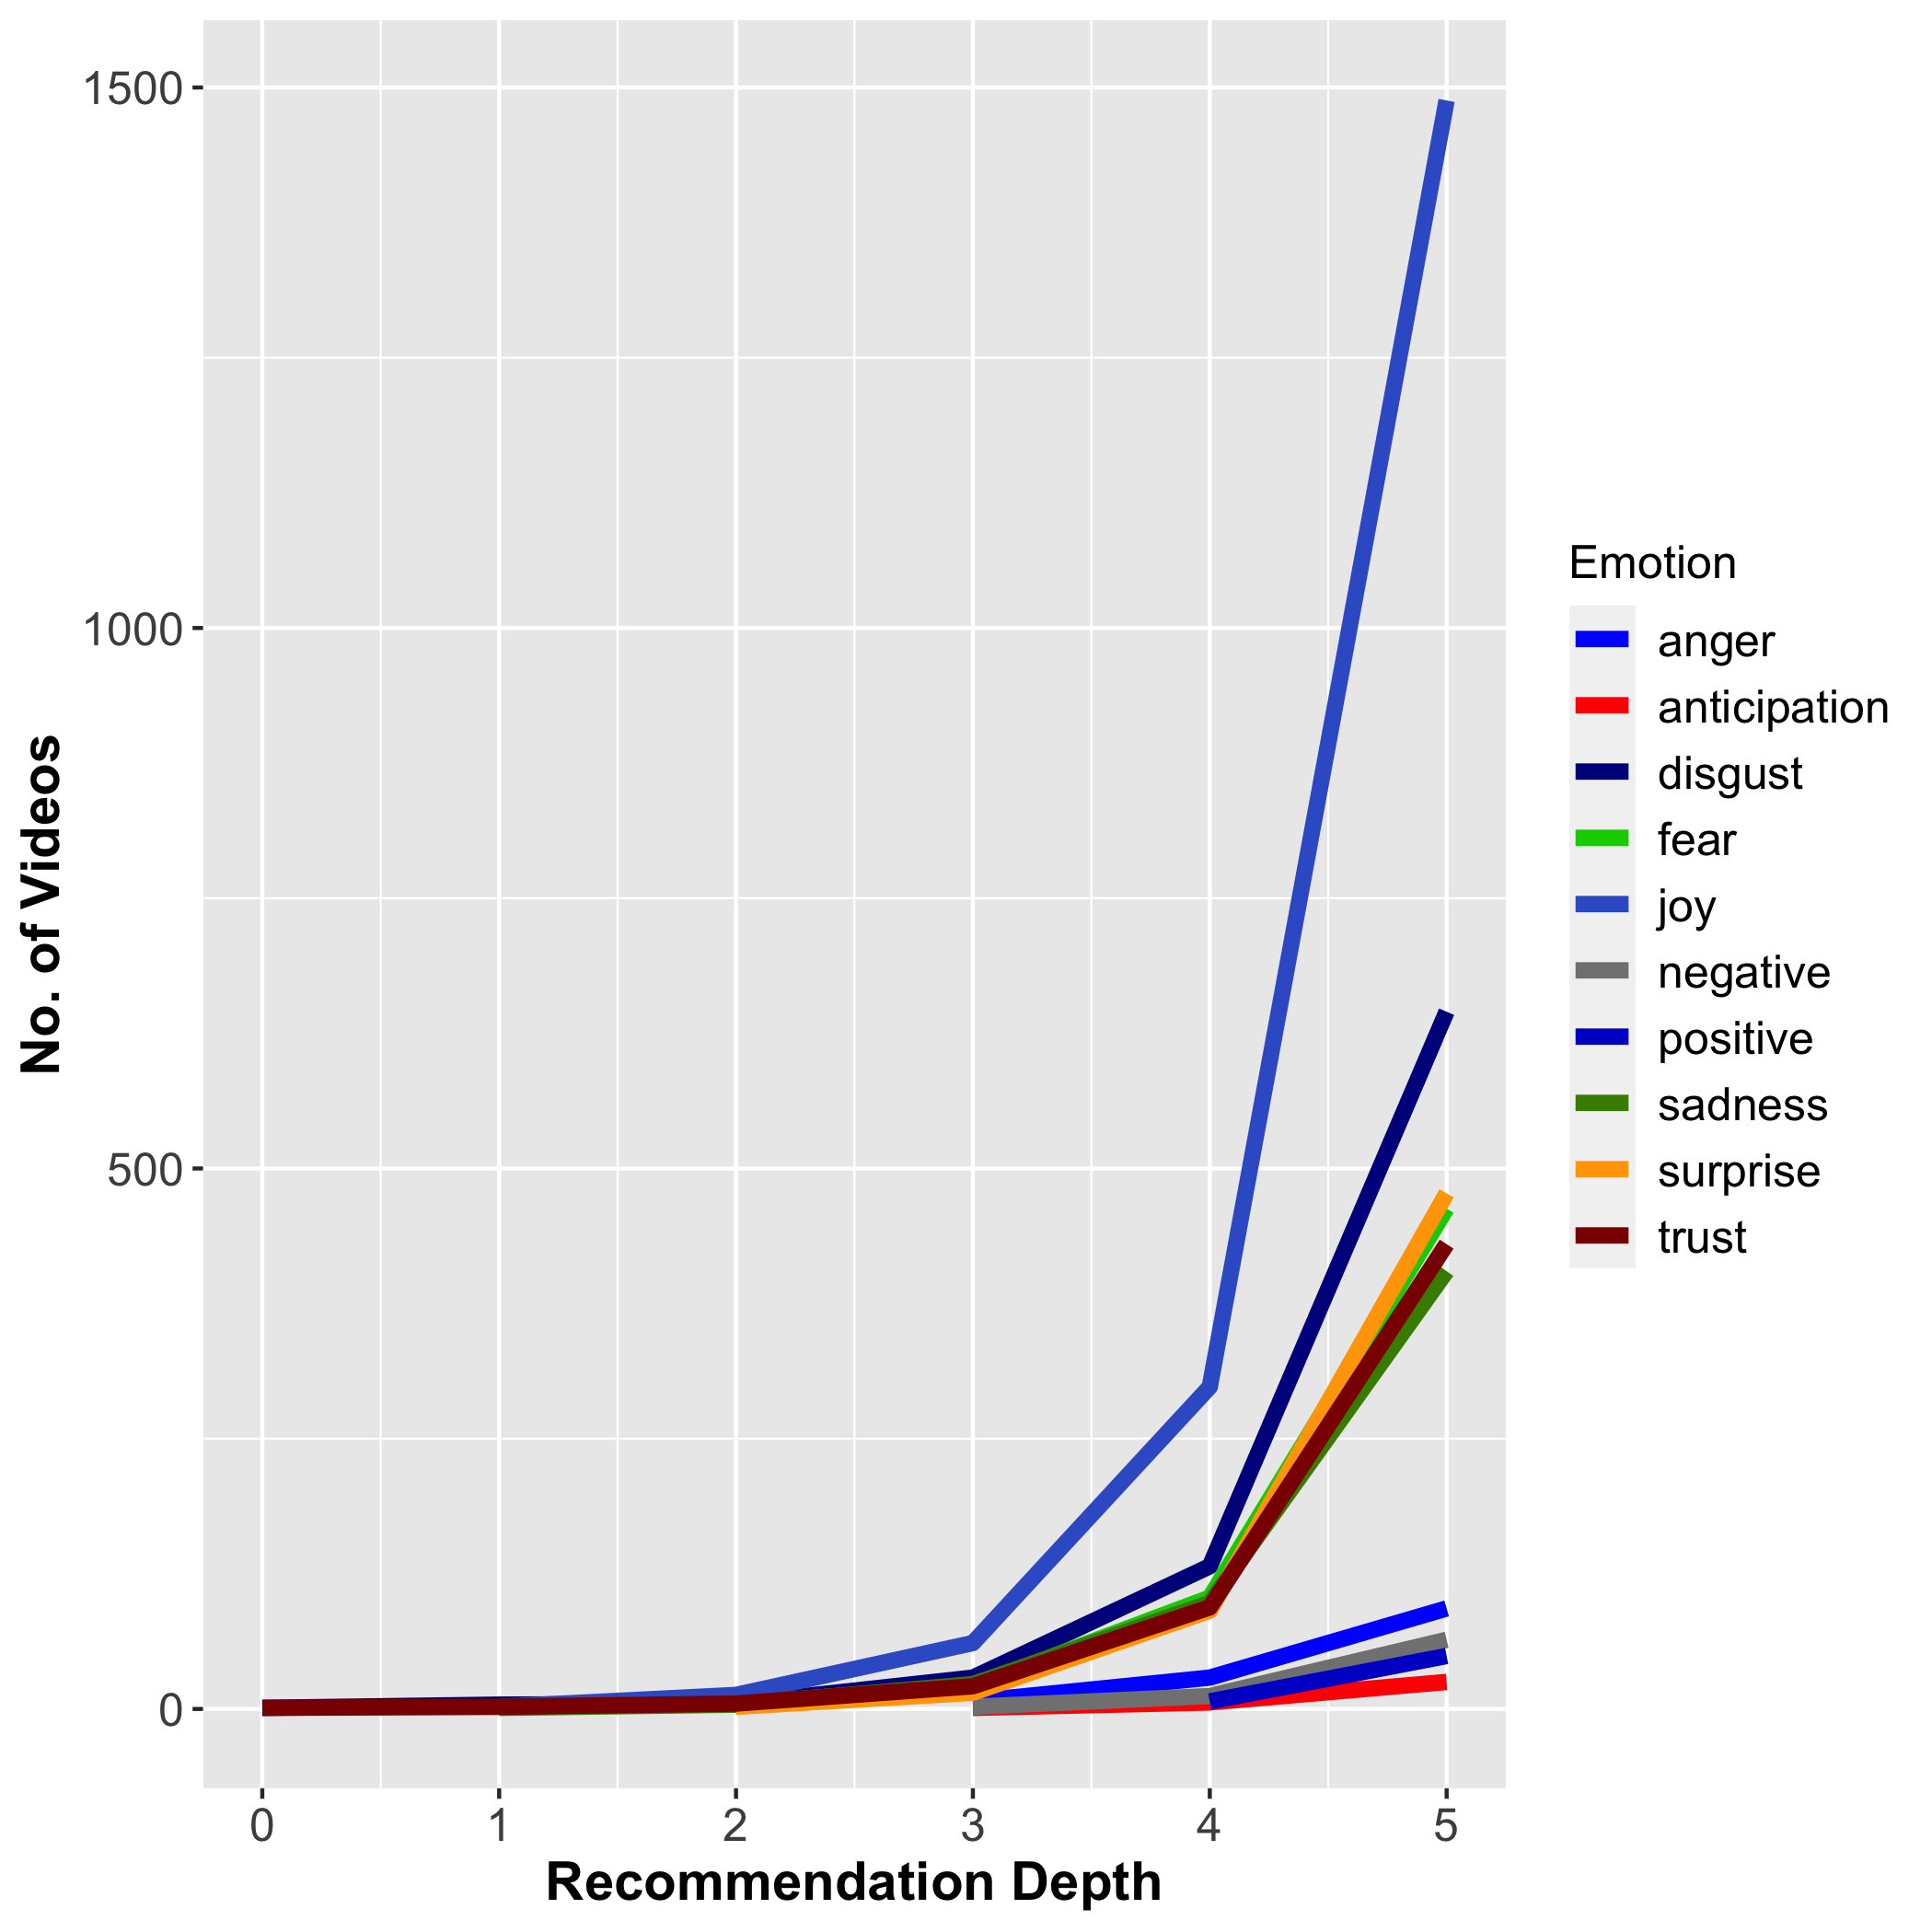 1500
1000
500
0
No. of Videos
0 1 2 3 4 5
Recommendation Depth
Emotion
anger
anticipation
disgust
fear
joy
negative
positive
sadness
surprise
trust